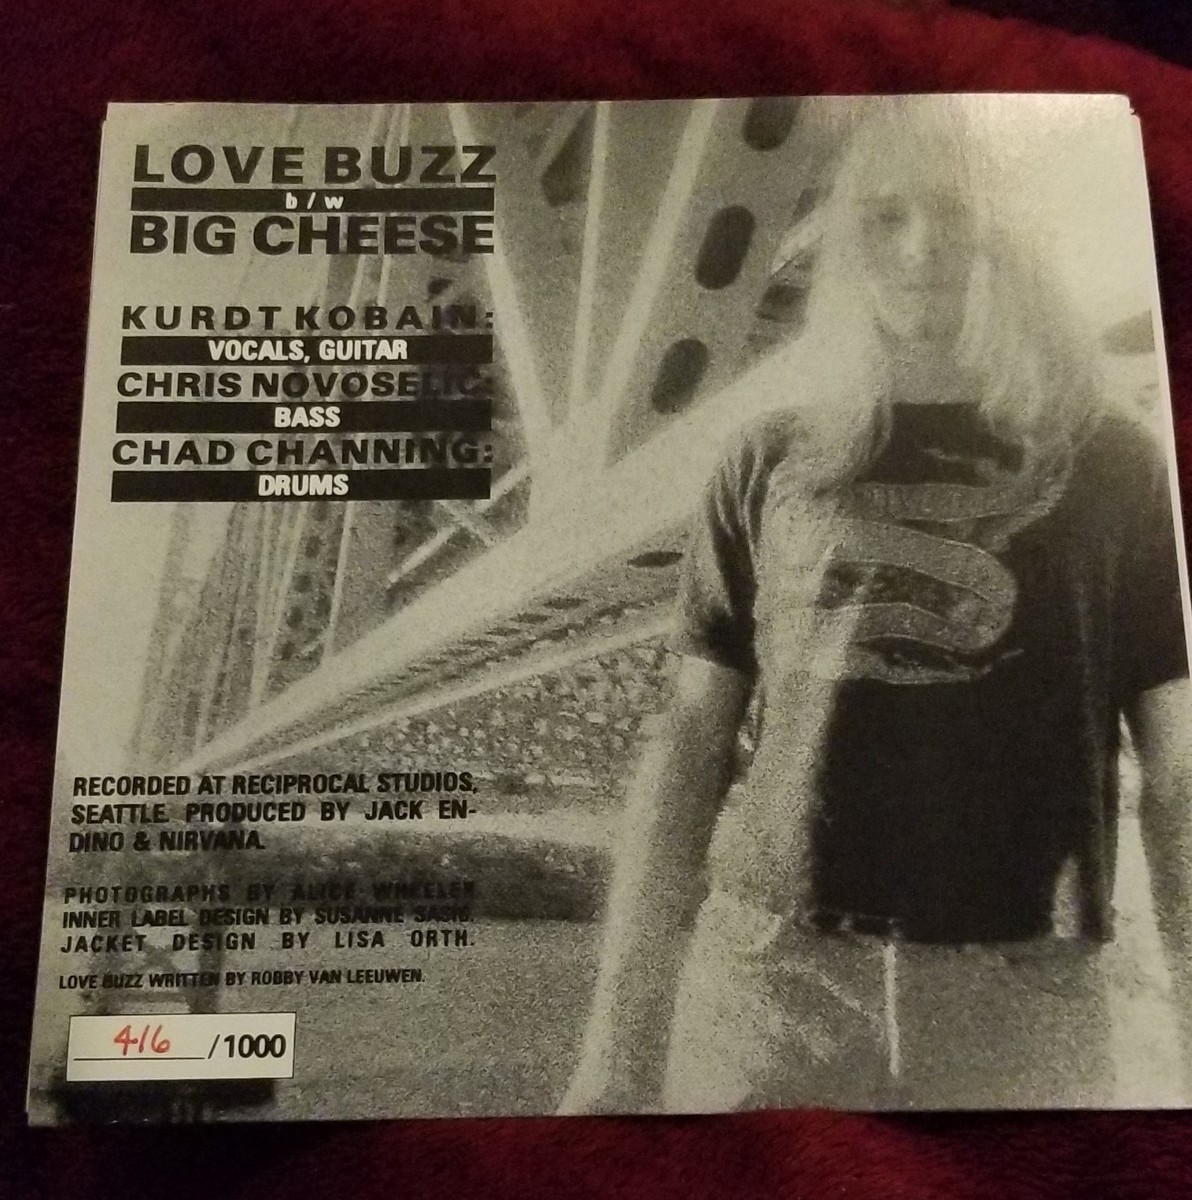 LOVE BUZZ
b/w
BIG CHEESE
KURDT KOBAIN:
VOCALS, GUITAR
CHRIS NOVOSELIC:
BASS
CHAD CHANNING:
DRUMS
RECORDED AT RECIPROCAL STUDIOS,
SEATTLE. PRODUCED BY JACK EN-
DINO & NIRVANA.
PHOTOGRAPHS BY ALICE WHEELER
INNER LABEL DESIGN BY SUSANNE SASIC.
JACKET DESIGN BY LISA ORTH.
LOVE BUZZ WRITTEN BY ROBBY VAN LEEUWEN.
416 /1000